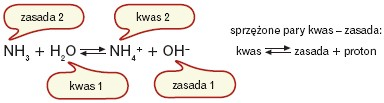 zasada 2
kwas 2
NH₃ + H₂O ⇌ NH₄⁺ + OH⁻
kwas 1
zasada 1
sprzężone pary kwas – zasada:
kwas ⇌ zasada + proton